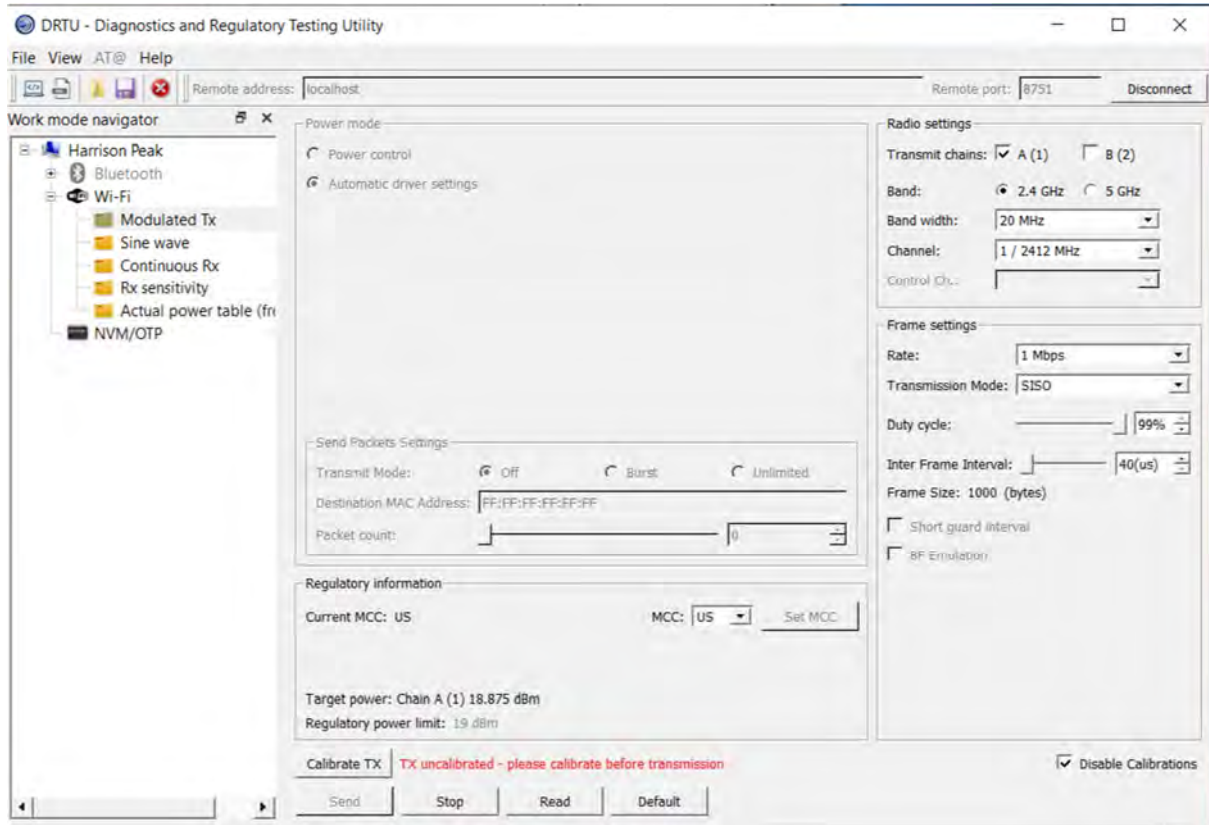 DRTU - Diagnostics and Regulatory Testing Utility
File View AT@ Help
Remote address: localhost Remote port: 8751 Disconnect
Work mode navigator
Harrison Peak
Bluetooth
Wi-Fi
Modulated Tx
Sine wave
Continuous Rx
Rx sensitivity
Actual power table (fre
NVM/OTP
Power mode
Power control
Automatic driver settings
Send Packets Settings
Transmit Mode: Off Burst Unlimited
Destination MAC Address: FF:FF:FF:FF:FF:FF
Packet count: 0
Regulatory information
Current MCC: US MCC: US Set MCC
Target power: Chain A (1) 18.875 dBm
Regulatory power limit: 19 dBm
Radio settings
Transmit chains: A (1) B (2)
Band: 2.4 GHz 5 GHz
Band width: 20 MHz
Channel: 1 / 2412 MHz
Control Ch.:
Frame settings
Rate: 1 Mbps
Transmission Mode: SISO
Duty cycle: 99%
Inter Frame Interval: 40(us)
Frame Size: 1000 (bytes)
Short guard interval
BF Emulation
Calibrate TX TX uncalibrated - please calibrate before transmission Disable Calibrations
Send Stop Read Default